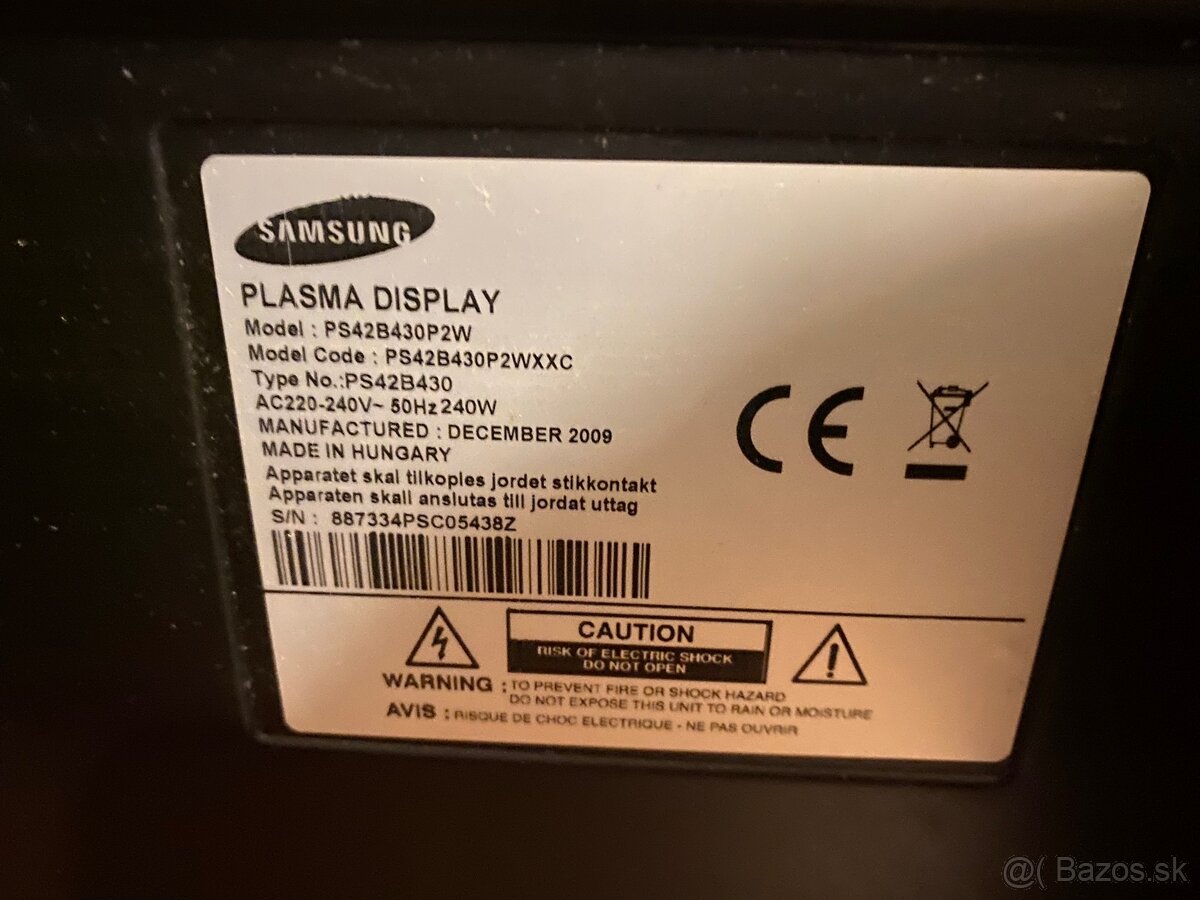 SAMSUNG
PLASMA DISPLAY
Model : PS42B430P2W
Model Code : PS42B430P2WXXC
Type No.:PS42B430
AC220-240V~ 50Hz 240W
MANUFACTURED : DECEMBER 2009
MADE IN HUNGARY
Apparatet skal tilkoples jordet stikkontakt
Apparaten skall anslutas till jordat uttag
S/N : 887334PSC05438Z
CE
CAUTION
RISK OF ELECTRIC SHOCK
DO NOT OPEN
WARNING : TO PREVENT FIRE OR SHOCK HAZARD
DO NOT EXPOSE THIS UNIT TO RAIN OR MOISTURE
AVIS : RISQUE DE CHOC ELECTRIQUE - NE PAS OUVRIR
@( Bazos.sk